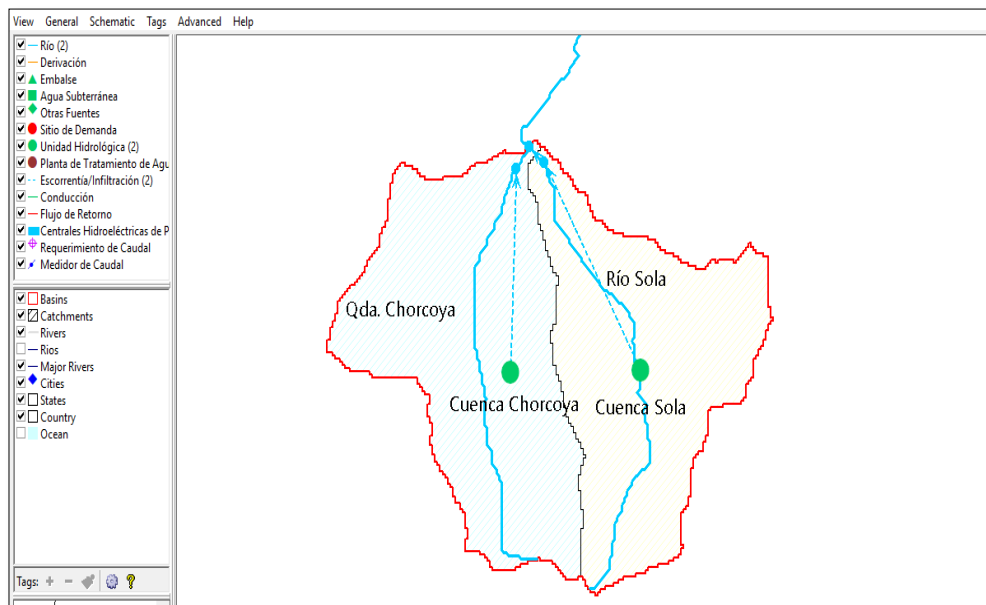 View General Schematic Tags Advanced Help
Río (2)
Derivación
Embalse
Agua Subterránea
Otras Fuentes
Sitio de Demanda
Unidad Hidrológica (2)
Planta de Tratamiento de Agu
Escorrentía/Infiltración (2)
Conducción
Flujo de Retorno
Centrales Hidroeléctricas de P
Requerimiento de Caudal
Medidor de Caudal
Basins
Catchments
Rivers
Rios
Major Rivers
Cities
States
Country
Ocean
Tags:
Río Sola
Qda. Chorcoya
Cuenca Chorcoya
Cuenca Sola